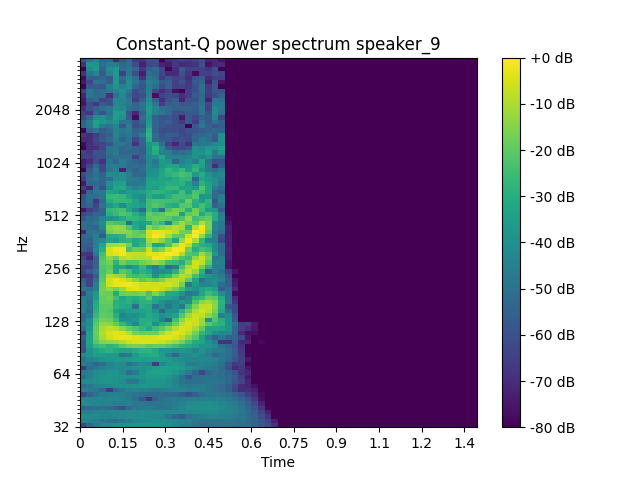 Constant-Q power spectrum speaker_9
Hz
2048
1024
512
256
128
64
32
0 0.15 0.3 0.45 0.6 0.75 0.9 1.1 1.2 1.4
Time
+0 dB
-10 dB
-20 dB
-30 dB
-40 dB
-50 dB
-60 dB
-70 dB
-80 dB